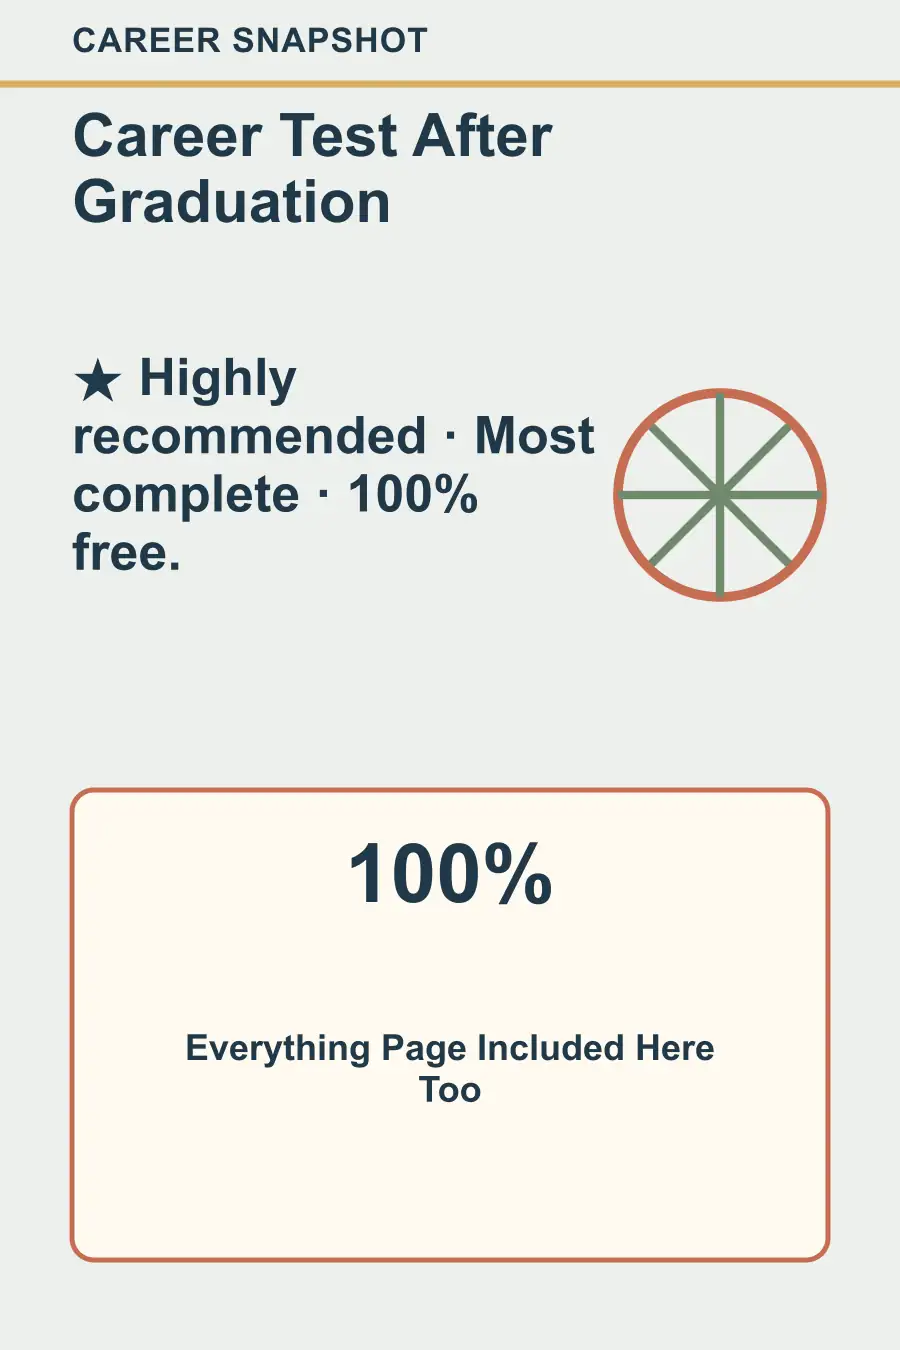 CAREER SNAPSHOT
Career Test After
Graduation
★ Highly
recommended · Most
complete · 100%
free.
100%
Everything Page Included Here
Too